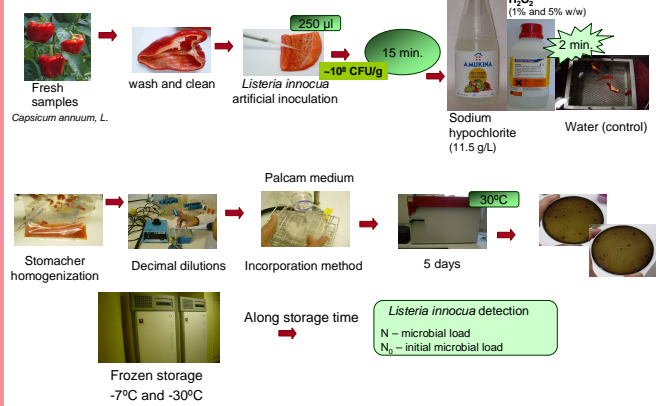 H₂O₂
(1% and 5% w/w)
250 µl
15 min.
2 min.
~10⁸ CFU/g
AMUKINA
Fresh
samples
Capsicum annuum, L.
wash and clean
Listeria innocua
artificial inoculation
Sodium
hypochlorite
(11.5 g/L)
Water (control)
Palcam medium
30ºC
Stomacher
homogenization
Decimal dilutions
Incorporation method
5 days
Along storage time
Listeria innocua detection
N – microbial load
N₀ – initial microbial load
Frozen storage
-7ºC and -30ºC